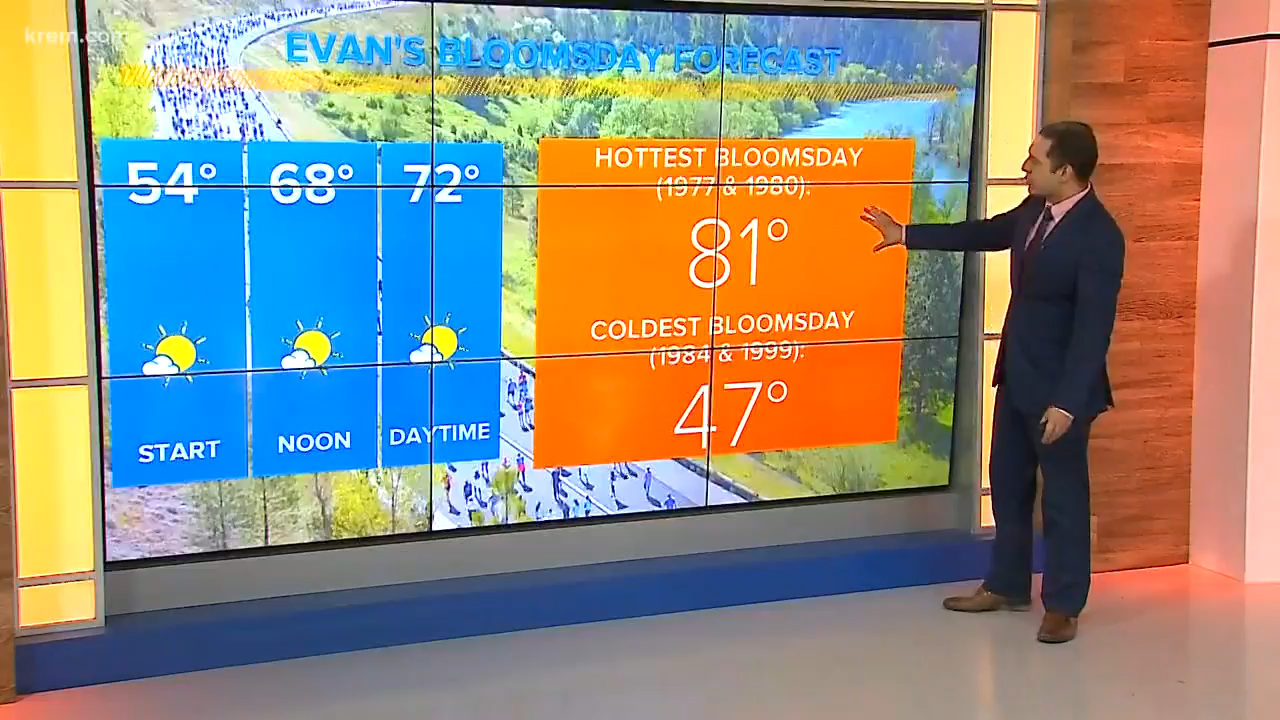 krem.com
EVAN'S BLOOMSDAY FORECAST
54° 68° 72°
START NOON DAYTIME
HOTTEST BLOOMSDAY
(1977 & 1980):
81°
COLDEST BLOOMSDAY
(1984 & 1999):
47°